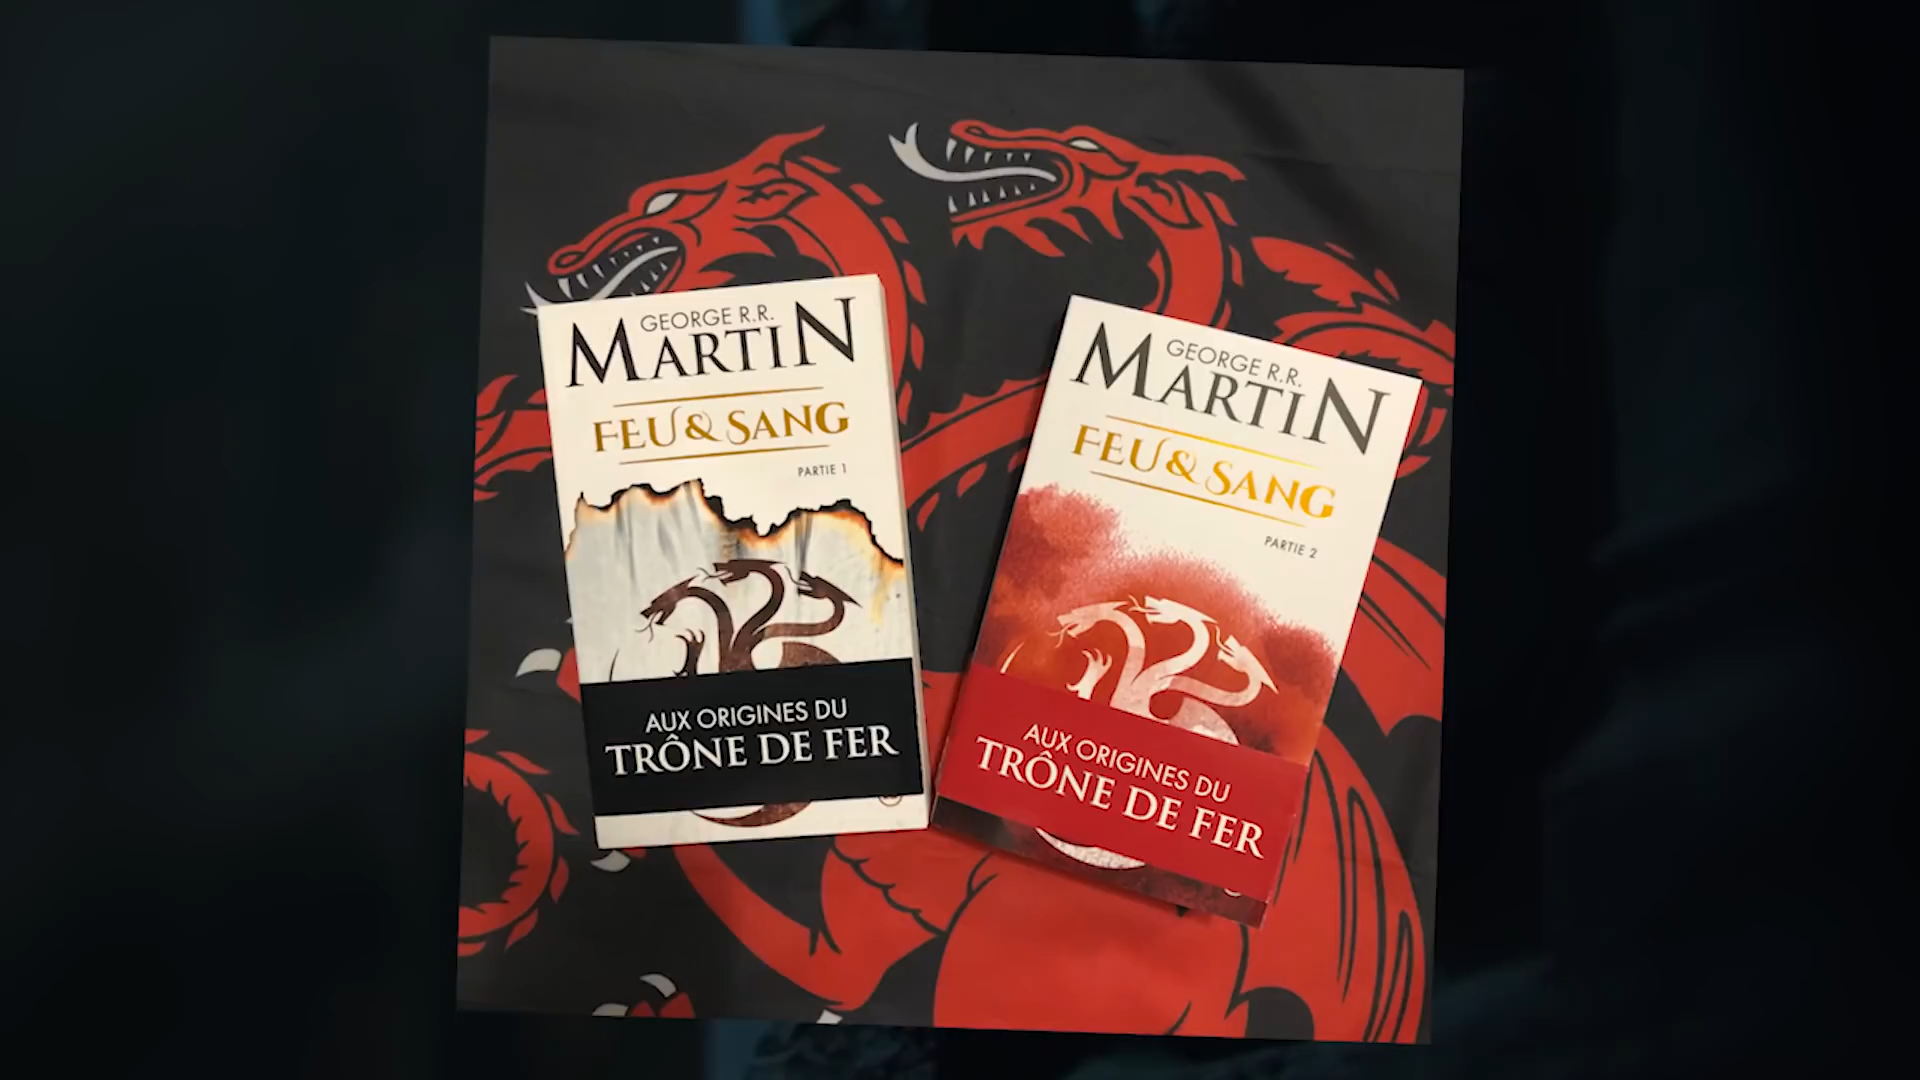 GEORGE R.R.
MARTIN
FEU & SANG
PARTIE 1
AUX ORIGINES DU
TRÔNE DE FER
GEORGE R.R.
MARTIN
FEU & SANG
PARTIE 2
AUX ORIGINES DU
TRÔNE DE FER